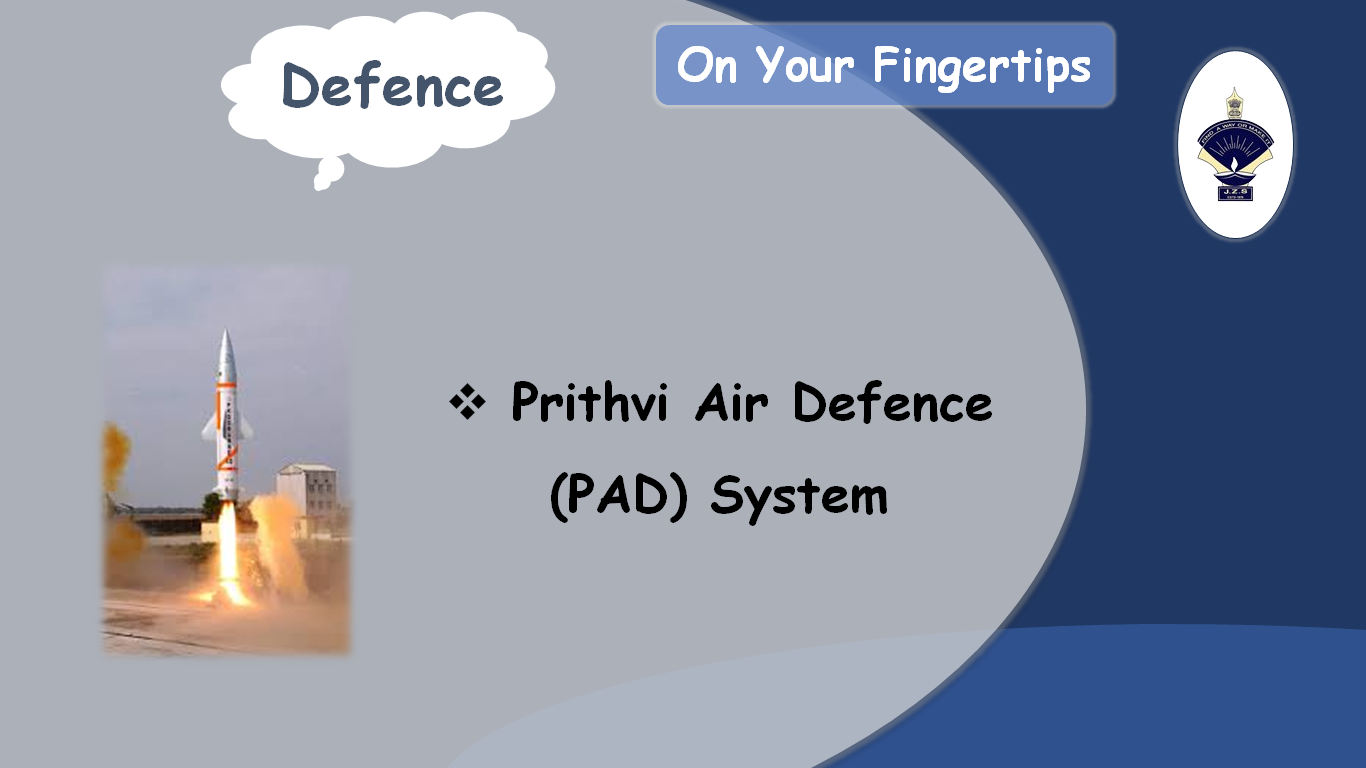 Defence
On Your Fingertips
FIND A WAY OR MAKE IT
J.Z.S
❖ Prithvi Air Defence
(PAD) System